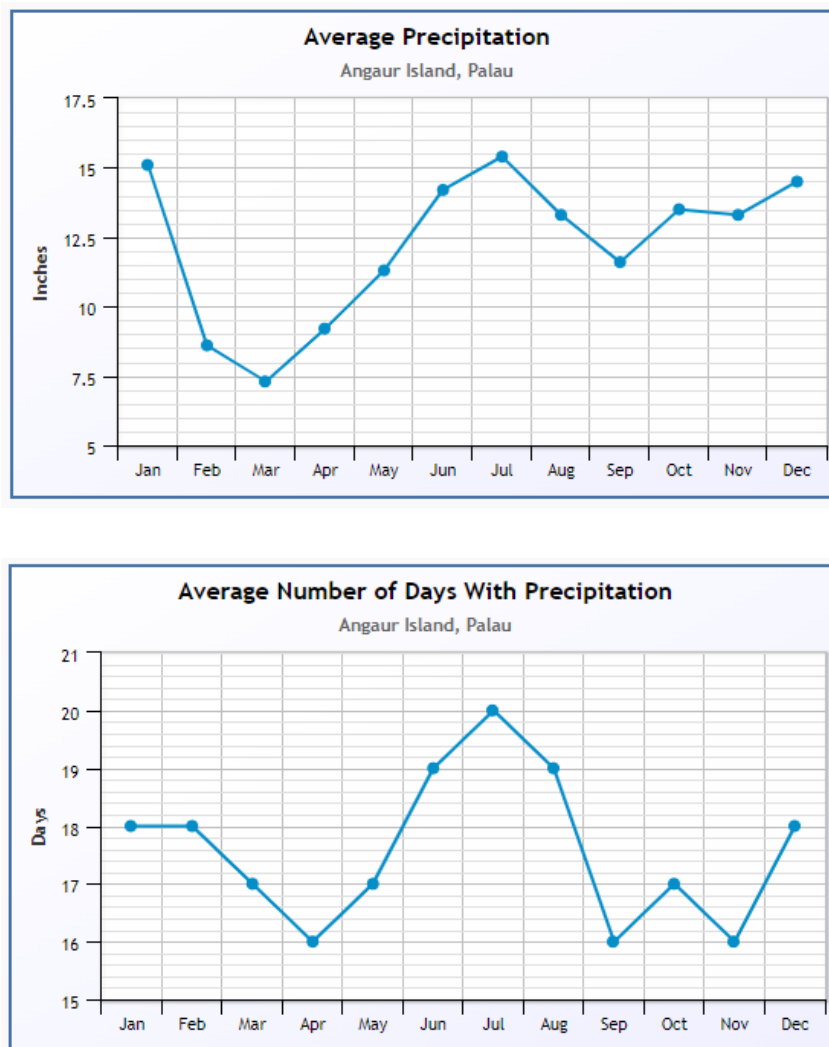 Average Precipitation
Angaur Island, Palau
17.5
15
12.5
10
7.5
5
Inches
Jan Feb Mar Apr May Jun Jul Aug Sep Oct Nov Dec
Average Number of Days With Precipitation
Angaur Island, Palau
21
20
19
18
17
16
15
Days
Jan Feb Mar Apr May Jun Jul Aug Sep Oct Nov Dec